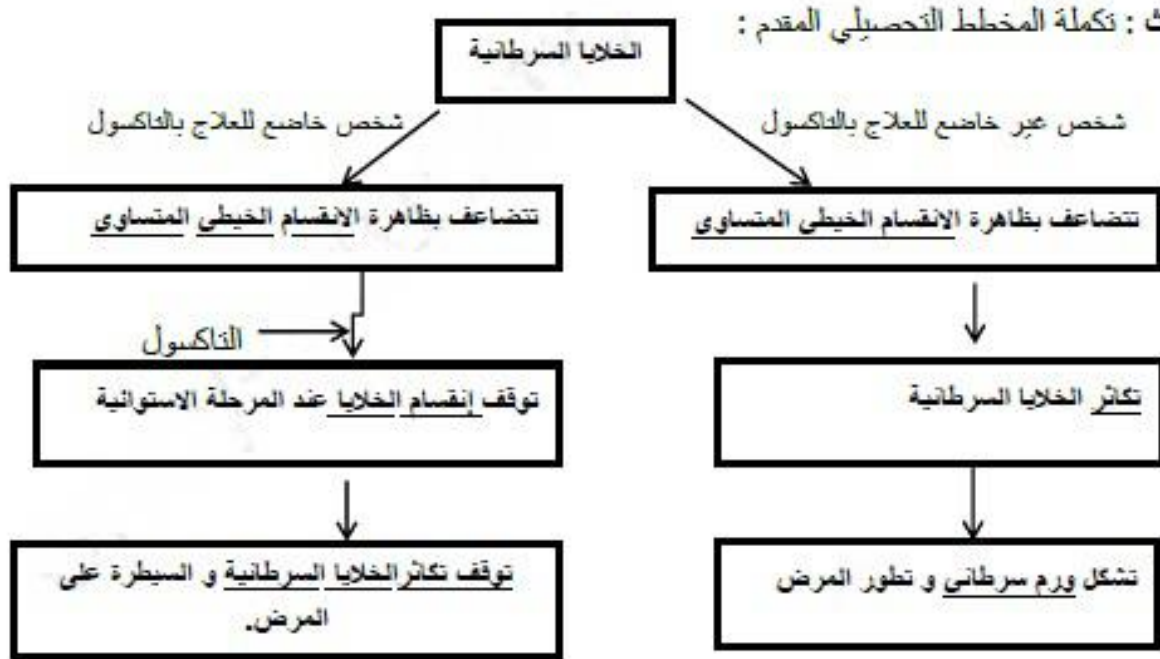 ث : تكملة المخطط التحصيلي المقدم :
الخلايا السرطانية
شخص غير خاضع للعلاج بالتاكسول
شخص خاضع للعلاج بالتاكسول
تتضاعف بظاهرة الانقسام الخيطي المتساوي
تتضاعف بظاهرة الانقسام الخيطي المتساوي
التاكسول
تكاثر الخلايا السرطانية
توقف إنقسام الخلايا عند المرحلة الاستوائية
تشكل ورم سرطاني و تطور المرض
توقف تكاثر الخلايا السرطانية و السيطرة على
المرض.